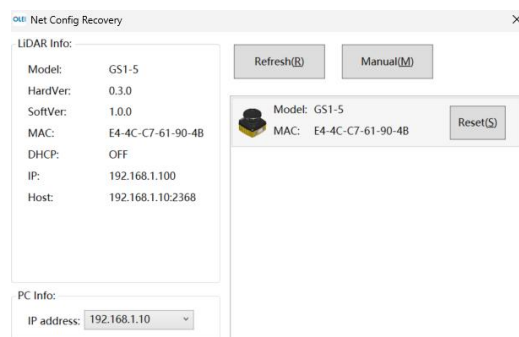 OLEI Net Config Recovery
LiDAR Info:
Model: GS1-5
HardVer: 0.3.0
SoftVer: 1.0.0
MAC: E4-4C-C7-61-90-4B
DHCP: OFF
IP: 192.168.1.100
Host: 192.168.1.10:2368
Refresh(R)
Manual(M)
Model: GS1-5
MAC: E4-4C-C7-61-90-4B
Reset(S)
PC Info:
IP address: 192.168.1.10